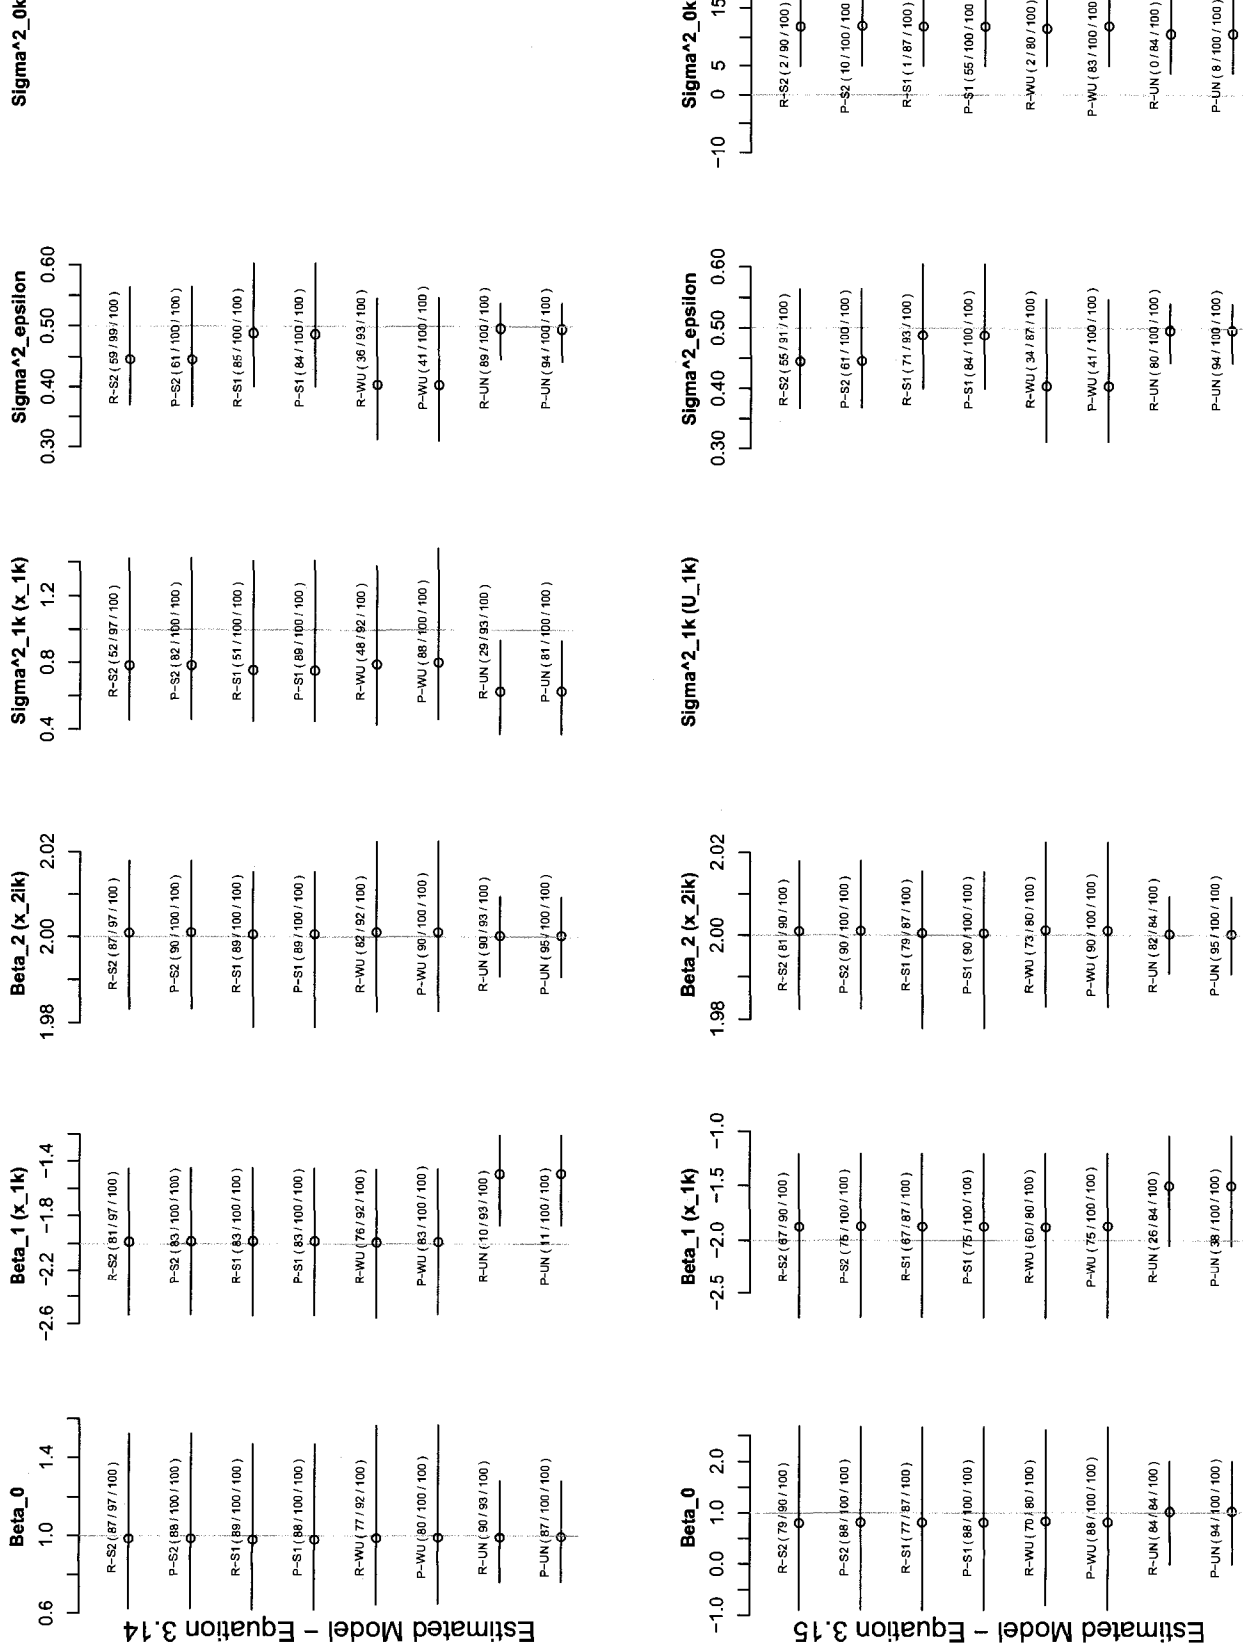 Estimated Model – Equation 3.14
Beta_0
0.6 1.0 1.4
R–S2 ( 87 / 97 / 100 )
P–S2 ( 88 / 100 / 100 )
R–S1 ( 89 / 100 / 100 )
P–S1 ( 88 / 100 / 100 )
R–WU ( 77 / 92 / 100 )
P–WU ( 80 / 100 / 100 )
R–UN ( 90 / 93 / 100 )
P–UN ( 87 / 100 / 100 )
Beta_1 (x_1k)
−2.6 −2.2 −1.8 −1.4
R–S2 ( 81 / 97 / 100 )
P–S2 ( 83 / 100 / 100 )
R–S1 ( 83 / 100 / 100 )
P–S1 ( 83 / 100 / 100 )
R–WU ( 76 / 92 / 100 )
P–WU ( 83 / 100 / 100 )
R–UN ( 10 / 93 / 100 )
P–UN ( 11 / 100 / 100 )
Beta_2 (x_2ik)
1.98 2.00 2.02
R–S2 ( 87 / 97 / 100 )
P–S2 ( 90 / 100 / 100 )
R–S1 ( 89 / 100 / 100 )
P–S1 ( 89 / 100 / 100 )
R–WU ( 82 / 92 / 100 )
P–WU ( 90 / 100 / 100 )
R–UN ( 90 / 93 / 100 )
P–UN ( 95 / 100 / 100 )
Sigma^2_1k (x_1k)
0.4 0.8 1.2
R–S2 ( 52 / 97 / 100 )
P–S2 ( 82 / 100 / 100 )
R–S1 ( 51 / 100 / 100 )
P–S1 ( 89 / 100 / 100 )
R–WU ( 48 / 92 / 100 )
P–WU ( 88 / 100 / 100 )
R–UN ( 29 / 93 / 100 )
P–UN ( 81 / 100 / 100 )
Sigma^2_epsilon
0.30 0.40 0.50 0.60
R–S2 ( 59 / 99 / 100 )
P–S2 ( 61 / 100 / 100 )
R–S1 ( 85 / 100 / 100 )
P–S1 ( 84 / 100 / 100 )
R–WU ( 36 / 93 / 100 )
P–WU ( 41 / 100 / 100 )
R–UN ( 89 / 100 / 100 )
P–UN ( 94 / 100 / 100 )
Sigma^2_0k
Estimated Model – Equation 3.15
Beta_0
−1.0 0.0 1.0 2.0
R–S2 ( 79 / 90 / 100 )
P–S2 ( 88 / 100 / 100 )
R–S1 ( 77 / 87 / 100 )
P–S1 ( 88 / 100 / 100 )
R–WU ( 70 / 80 / 100 )
P–WU ( 88 / 100 / 100 )
R–UN ( 84 / 84 / 100 )
P–UN ( 94 / 100 / 100 )
Beta_1 (x_1k)
−2.5 −2.0 −1.5 −1.0
R–S2 ( 67 / 90 / 100 )
P–S2 ( 75 / 100 / 100 )
R–S1 ( 67 / 87 / 100 )
P–S1 ( 75 / 100 / 100 )
R–WU ( 60 / 80 / 100 )
P–WU ( 75 / 100 / 100 )
R–UN ( 26 / 84 / 100 )
P–UN ( 38 / 100 / 100 )
Beta_2 (x_2ik)
1.98 2.00 2.02
R–S2 ( 81 / 90 / 100 )
P–S2 ( 90 / 100 / 100 )
R–S1 ( 79 / 87 / 100 )
P–S1 ( 90 / 100 / 100 )
R–WU ( 73 / 80 / 100 )
P–WU ( 90 / 100 / 100 )
R–UN ( 82 / 84 / 100 )
P–UN ( 95 / 100 / 100 )
Sigma^2_1k (U_1k)
Sigma^2_epsilon
0.30 0.40 0.50 0.60
R–S2 ( 55 / 91 / 100 )
P–S2 ( 61 / 100 / 100 )
R–S1 ( 71 / 93 / 100 )
P–S1 ( 84 / 100 / 100 )
R–WU ( 34 / 87 / 100 )
P–WU ( 41 / 100 / 100 )
R–UN ( 80 / 100 / 100 )
P–UN ( 94 / 100 / 100 )
Sigma^2_0k
−10 0 5 15
R–S2 ( 2 / 90 / 100 )
P–S2 ( 10 / 100 / 100
R–S1 ( 1 / 87 / 100 )
P–S1 ( 55 / 100 / 100
R–WU ( 2 / 80 / 100 )
P–WU ( 83 / 100 / 100
R–UN ( 0 / 84 / 100 )
P–UN ( 8 / 100 / 100 )